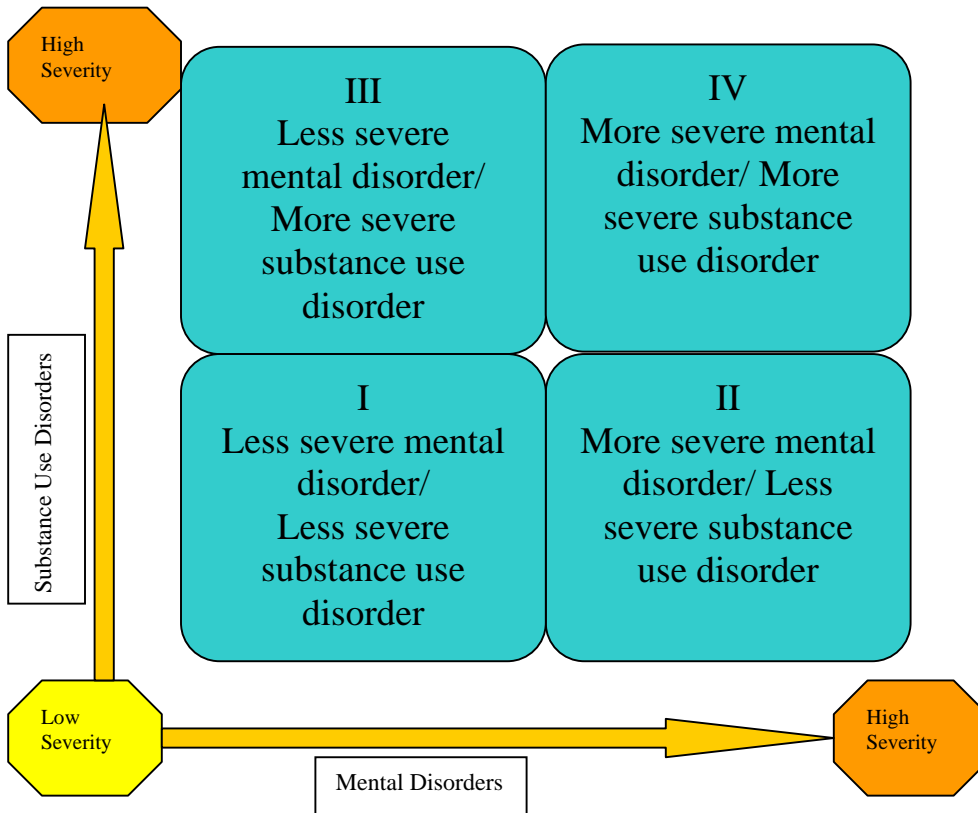 High
Severity
III
Less severe
mental disorder/
More severe
substance use
disorder
IV
More severe mental
disorder/ More
severe substance
use disorder
Substance Use Disorders
I
Less severe mental
disorder/
Less severe
substance use
disorder
II
More severe mental
disorder/ Less
severe substance
use disorder
Low
Severity
Mental Disorders
High
Severity